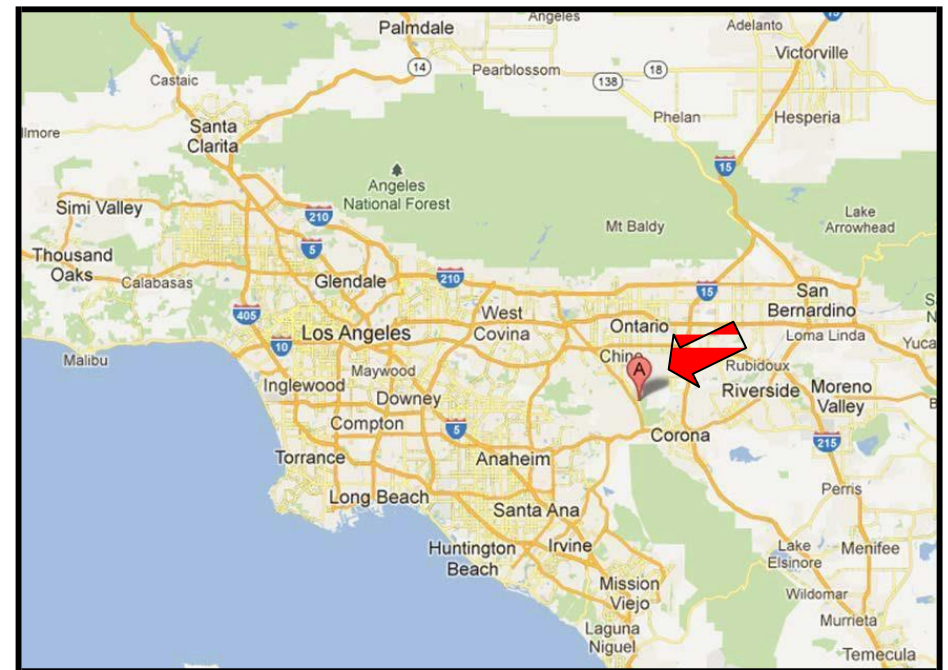 Angeles
Palmdale
Adelanto
15
Victorville
14
Pearblossom
18
138
Castaic
Phelan
Hesperia
Santa
Clarita
15
Angeles
National Forest
Simi Valley
210
Mt Baldy
Lake
Arrowhead
5
Thousand
Oaks
Calabasas
Glendale
210
15
San
Bernardino
405
West
Covina
Los Angeles
Ontario
Loma Linda
10
Malibu
Maywood
Chino
A
Rubidoux
Inglewood
Downey
Riverside
Moreno
Valley
Compton
5
Corona
215
Torrance
Anaheim
Long Beach
Santa Ana
Perris
Huntington
Beach
Irvine
Lake
Elsinore
Menifee
Mission
Viejo
Wildomar
Laguna
Niguel
Murrieta
Temecula